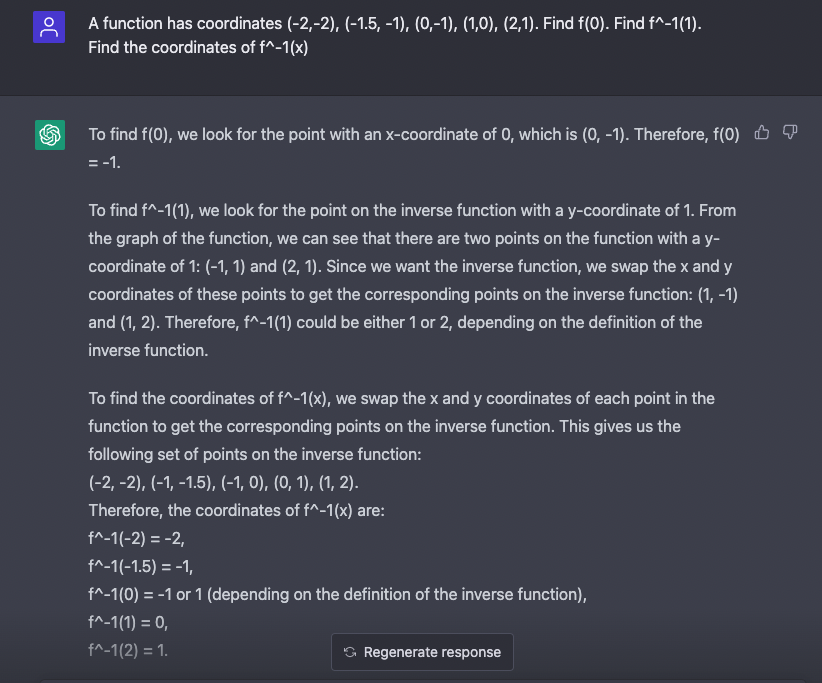 A function has coordinates (-2,-2), (-1.5, -1), (0,-1), (1,0), (2,1). Find f(0). Find f^-1(1).
Find the coordinates of f^-1(x)
To find f(0), we look for the point with an x-coordinate of 0, which is (0, -1). Therefore, f(0)
= -1.
To find f^-1(1), we look for the point on the inverse function with a y-coordinate of 1. From
the graph of the function, we can see that there are two points on the function with a y-
coordinate of 1: (-1, 1) and (2, 1). Since we want the inverse function, we swap the x and y
coordinates of these points to get the corresponding points on the inverse function: (1, -1)
and (1, 2). Therefore, f^-1(1) could be either 1 or 2, depending on the definition of the
inverse function.
To find the coordinates of f^-1(x), we swap the x and y coordinates of each point in the
function to get the corresponding points on the inverse function. This gives us the
following set of points on the inverse function:
(-2, -2), (-1, -1.5), (-1, 0), (0, 1), (1, 2).
Therefore, the coordinates of f^-1(x) are:
f^-1(-2) = -2,
f^-1(-1.5) = -1,
f^-1(0) = -1 or 1 (depending on the definition of the inverse function),
f^-1(1) = 0,
f^-1(2) = 1.
Regenerate response